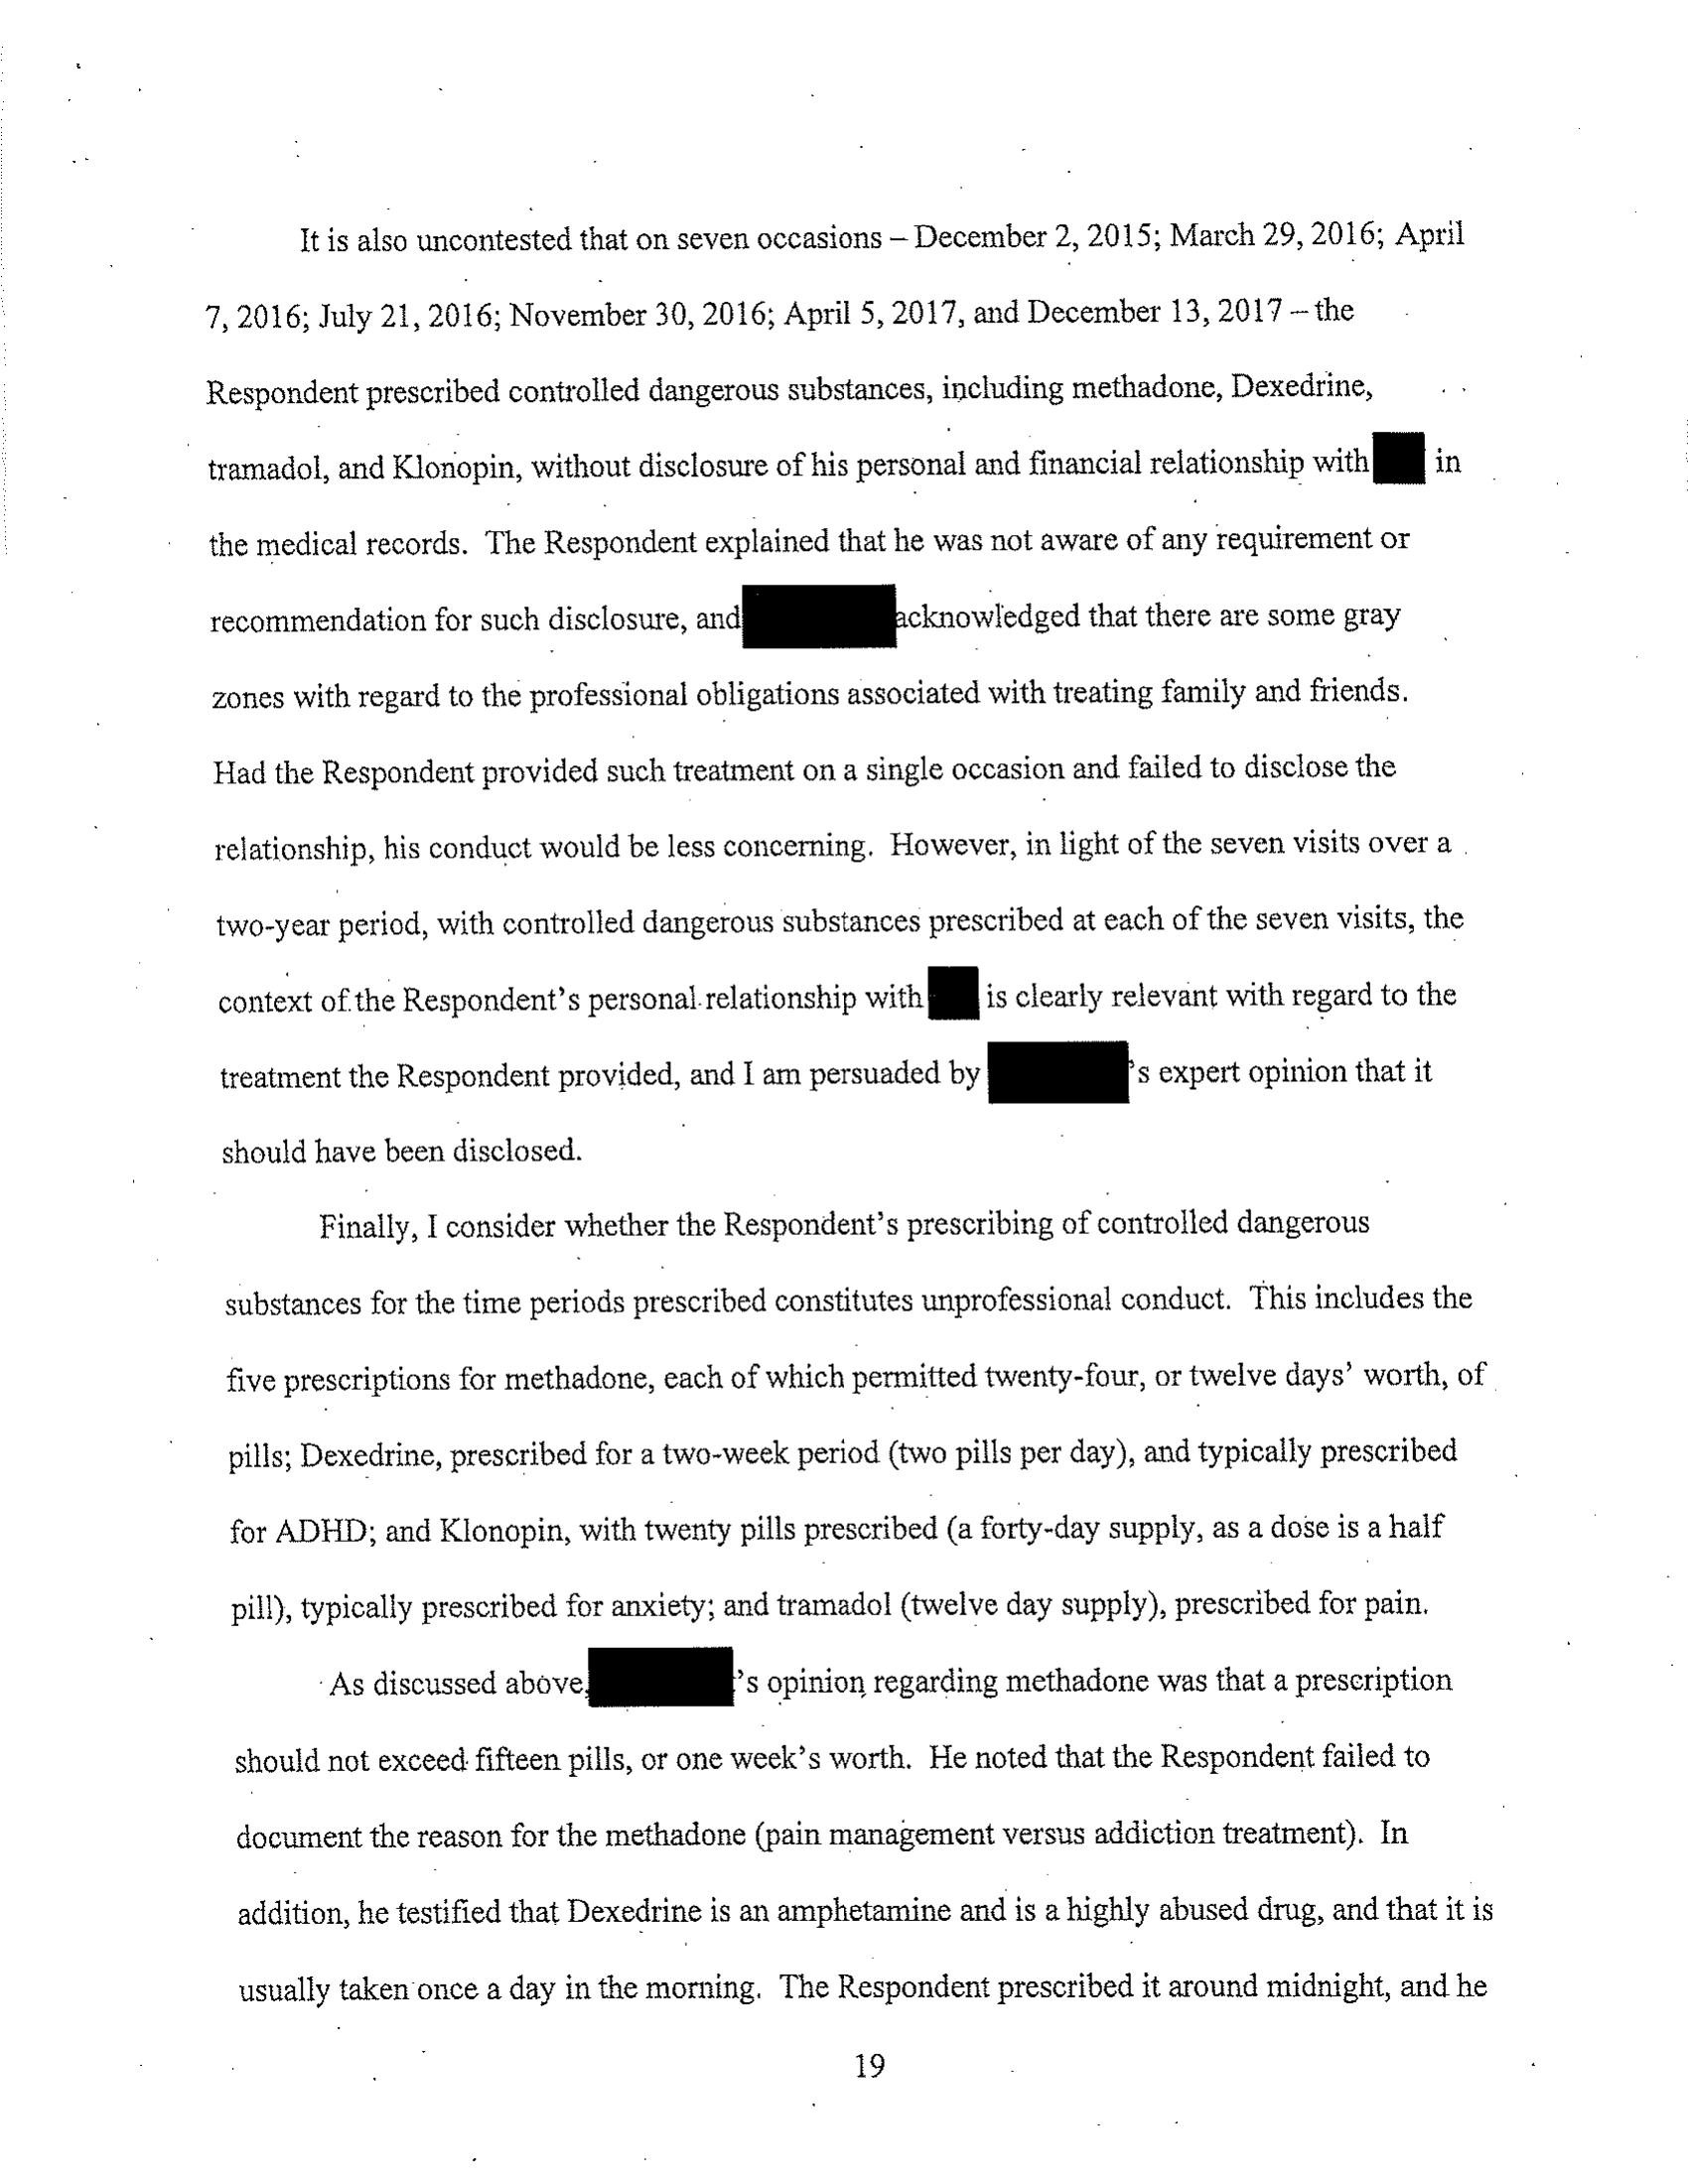 It is also uncontested that on seven occasions – December 2, 2015; March 29, 2016; April
7, 2016; July 21, 2016; November 30, 2016; April 5, 2017, and December 13, 2017 – the
Respondent prescribed controlled dangerous substances, including methadone, Dexedrine,
tramadol, and Klonopin, without disclosure of his personal and financial relationship with in
the medical records. The Respondent explained that he was not aware of any requirement or
recommendation for such disclosure, and acknowledged that there are some gray
zones with regard to the professional obligations associated with treating family and friends.
Had the Respondent provided such treatment on a single occasion and failed to disclose the
relationship, his conduct would be less concerning. However, in light of the seven visits over a
two-year period, with controlled dangerous substances prescribed at each of the seven visits, the
context of the Respondent's personal relationship with is clearly relevant with regard to the
treatment the Respondent provided, and I am persuaded by 's expert opinion that it
should have been disclosed.
Finally, I consider whether the Respondent's prescribing of controlled dangerous
substances for the time periods prescribed constitutes unprofessional conduct. This includes the
five prescriptions for methadone, each of which permitted twenty-four, or twelve days' worth, of
pills; Dexedrine, prescribed for a two-week period (two pills per day), and typically prescribed
for ADHD; and Klonopin, with twenty pills prescribed (a forty-day supply, as a dose is a half
pill), typically prescribed for anxiety; and tramadol (twelve day supply), prescribed for pain.
As discussed above, 's opinion regarding methadone was that a prescription
should not exceed fifteen pills, or one week's worth. He noted that the Respondent failed to
document the reason for the methadone (pain management versus addiction treatment). In
addition, he testified that Dexedrine is an amphetamine and is a highly abused drug, and that it is
usually taken once a day in the morning. The Respondent prescribed it around midnight, and he
19